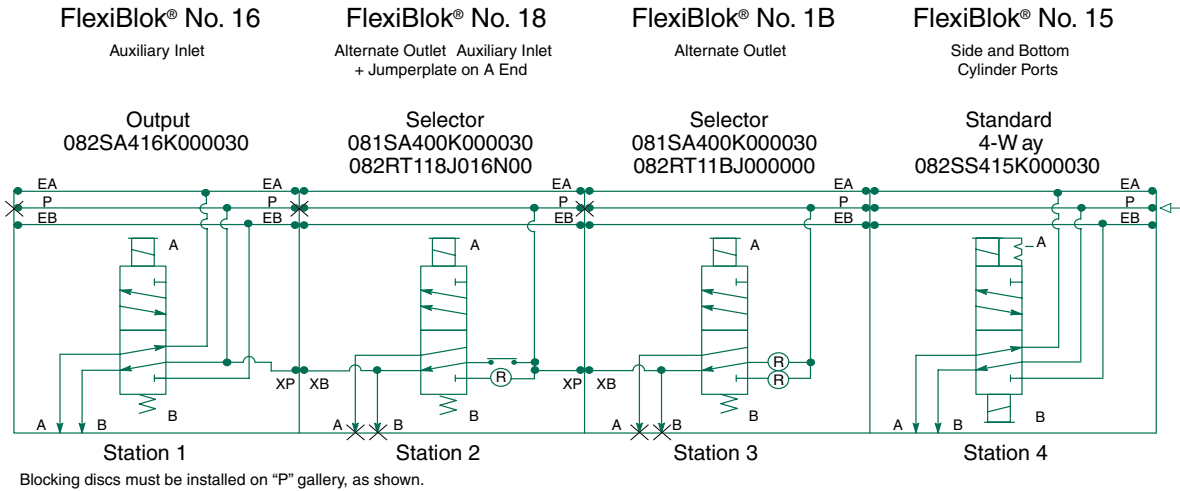 FlexiBlok® No. 16
FlexiBlok® No. 18
FlexiBlok® No. 1B
FlexiBlok® No. 15
Auxiliary Inlet
Alternate Outlet Auxiliary Inlet
+ Jumperplate on A End
Alternate Outlet
Side and Bottom
Cylinder Ports
Output
082SA416K000030
Selector
081SA400K000030
082RT118J016N00
Selector
081SA400K000030
082RT11BJ000000
Standard
4-Way
082SS415K000030
EA EA EA EA
P P P P
EB EB EB EB
A A A A
R
R
R
XP XB XP XB
B B B B
A B A B A B A B
Station 1
Station 2
Station 3
Station 4
Blocking discs must be installed on “P” gallery, as shown.